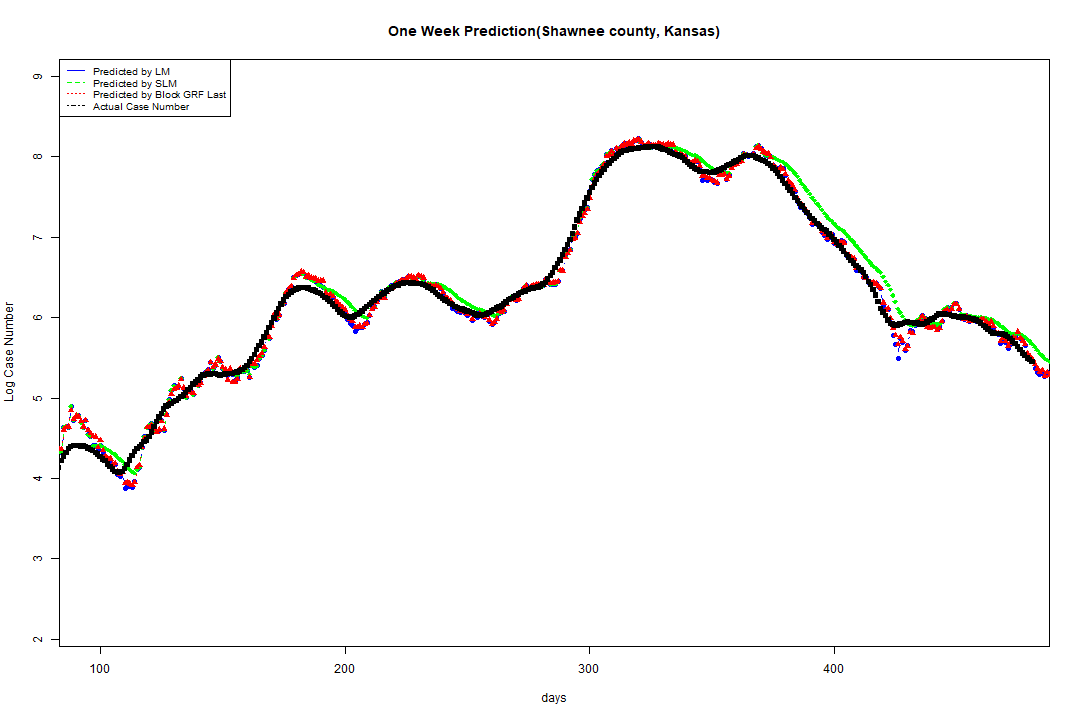 One Week Prediction(Shawnee county, Kansas)
Predicted by LM
Predicted by SLM
Predicted by Block GRF Last
Actual Case Number
9
8
7
6
5
4
3
2
Log Case Number
100 200 300 400
days